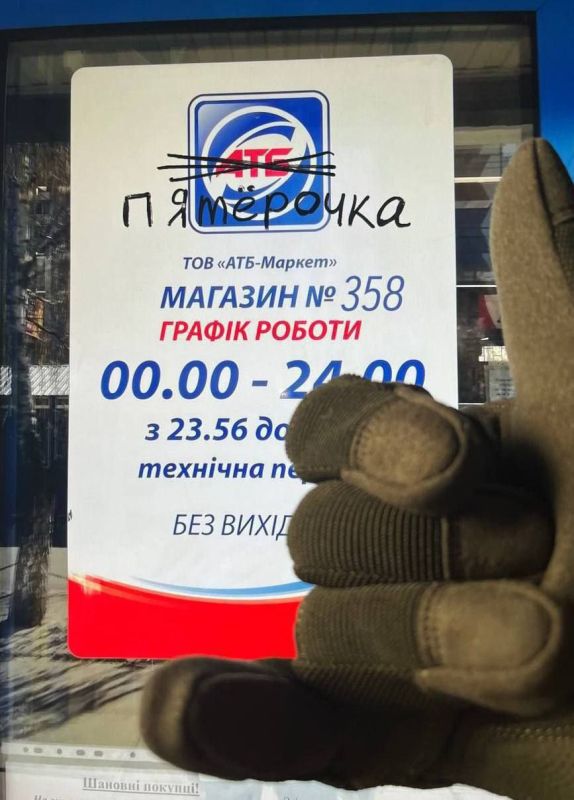 АТБ
пятёрочка
ТОВ «АТБ-Маркет»
МАГАЗИН № 358
ГРАФІК РОБОТИ
00.00 - 24.00
з 23.56 до
технічна пе
БЕЗ ВИХІД
Шановні покупці!